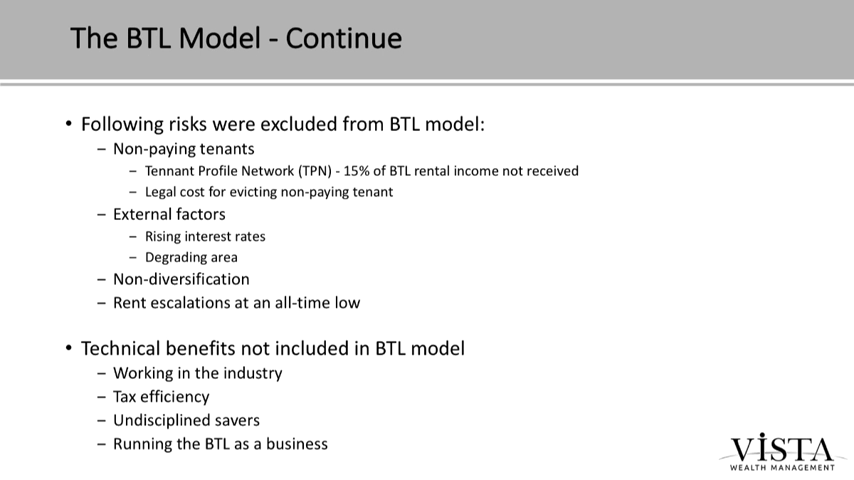 The BTL Model - Continue
• Following risks were excluded from BTL model:
– Non-paying tenants
– Tennant Profile Network (TPN) - 15% of BTL rental income not received
– Legal cost for evicting non-paying tenant
– External factors
– Rising interest rates
– Degrading area
– Non-diversification
– Rent escalations at an all-time low
• Technical benefits not included in BTL model
– Working in the industry
– Tax efficiency
– Undisciplined savers
– Running the BTL as a business
ViSTA
WEALTH MANAGEMENT